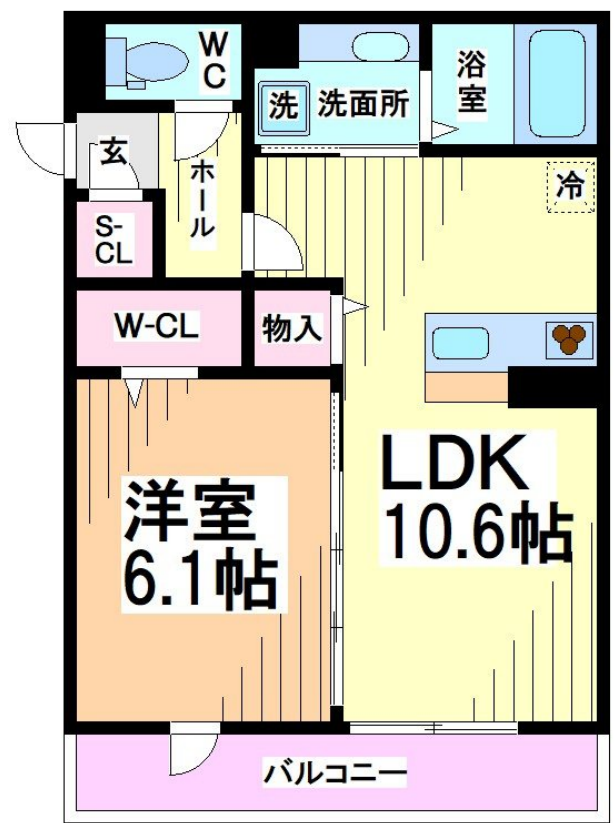 WC
洗
洗面所
浴室
玄
ホール
冷
S-
CL
W-CL
物入
洋室
6.1帖
LDK
10.6帖
バルコニー